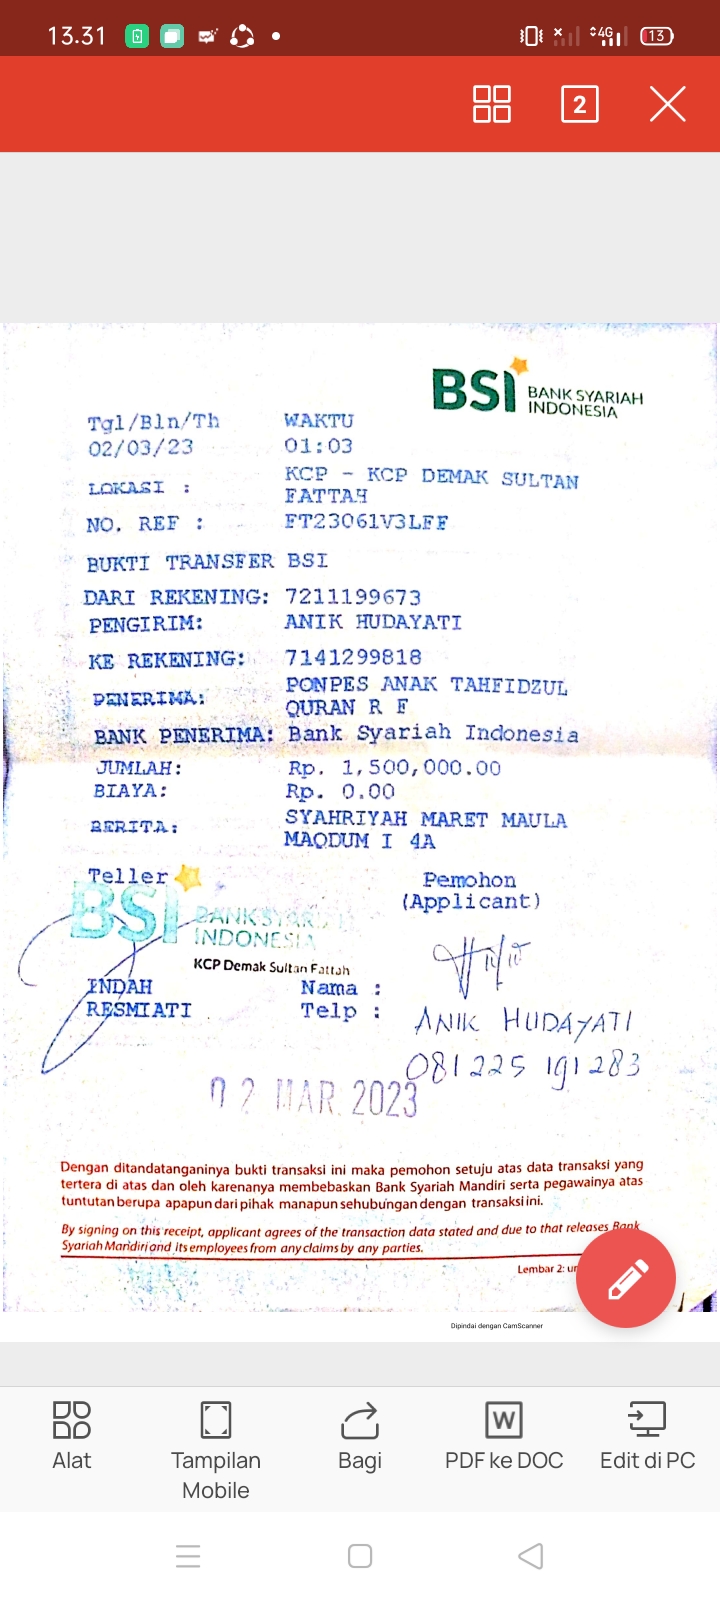 13.31
4G
13
2
BSI BANK SYARIAH
INDONESIA
Tgl/Bln/Th WAKTU
02/03/23 01:03
LOKASI : KCP - KCP DEMAK SULTAN
FATTAH
NO. REF : FT23061V3LFF
BUKTI TRANSFER BSI
DARI REKENING: 7211199673
PENGIRIM: ANIK HUDAYATI
KE REKENING: 7141299818
PENERIMA: PONPES ANAK TAHFIDZUL
QURAN R F
BANK PENERIMA: Bank Syariah Indonesia
JUMLAH: Rp. 1,500,000.00
BIAYA: Rp. 0.00
BERITA: SYAHRIYAH MARET MAULA
MAQDUM I 4A
Teller Pemohon
(Applicant)
BSI BANK SYARI
INDONESIA
KCP Demak Sultan Fattah
INDAH Nama :
RESMIATI Telp :
ANIK HUDAYATI
081225 191283
02 MAR 2023
Dengan ditandatanganinya bukti transaksi ini maka pemohon setuju atas data transaksi yang
tertera di atas dan oleh karenanya membebaskan Bank Syariah Mandiri serta pegawainya atas
tuntutan berupa apapun dari pihak manapun sehubungan dengan transaksi ini.
By signing on this receipt, applicant agrees of the transaction data stated and due to that releases Bank
Syariah Mandiri and its employees from any claims by any parties.
Lembar 2: un
Dipindai dengan CamScanner
Alat
Tampilan
Mobile
Bagi
W
PDF ke DOC
Edit di PC